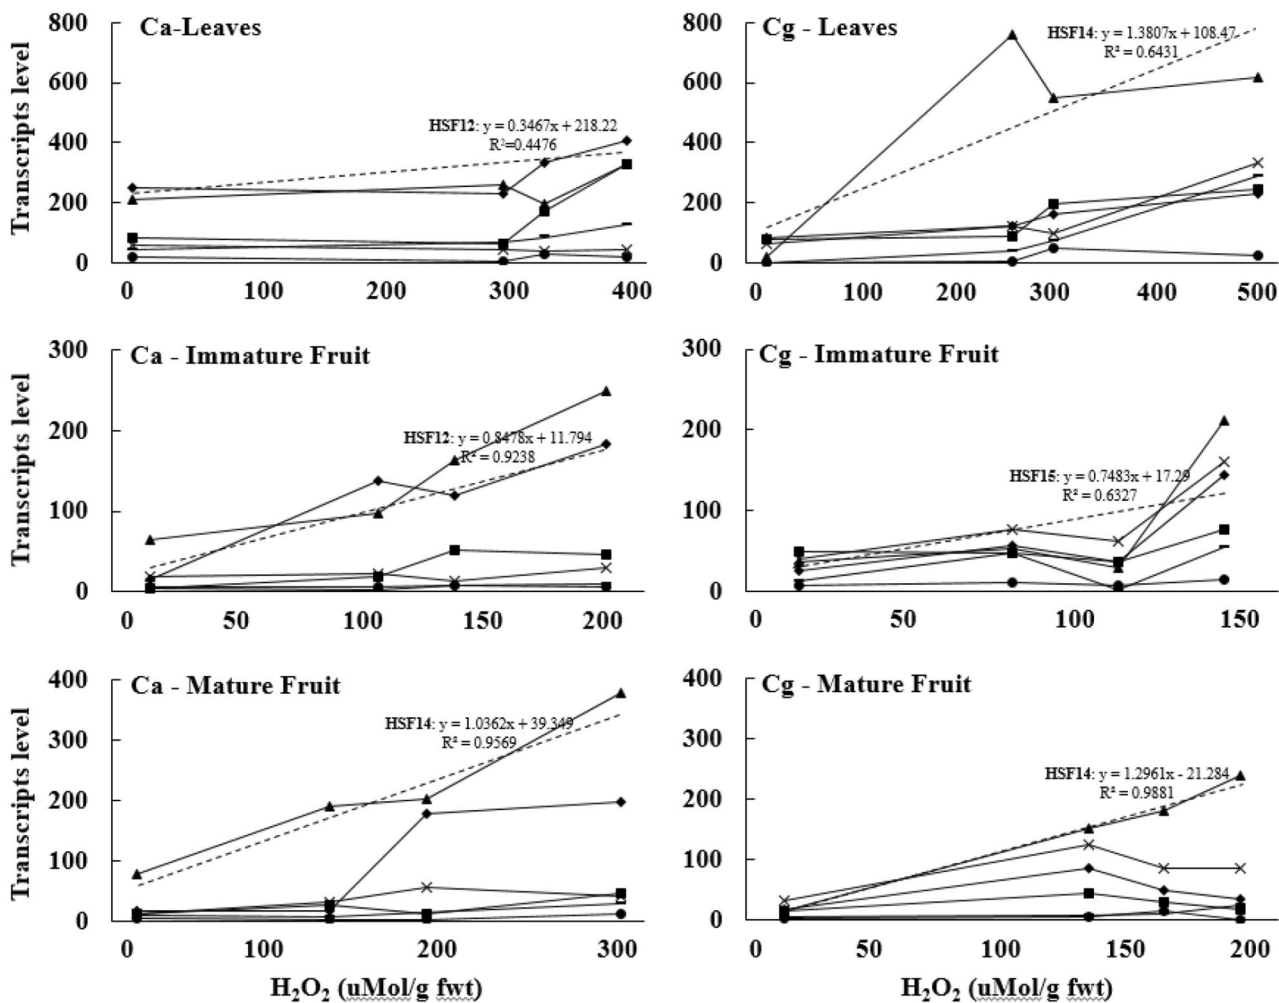 800
Ca-Leaves
600
400
200
0
Transcripts level
HSF12: y = 0.3467x + 218.22
R²=0.4476
0 100 200 300 400
800
Cg - Leaves
600
400
200
0
HSF14: y = 1.3807x + 108.47
R² = 0.6431
0 100 200 300 400 500
300
Ca - Immature Fruit
200
100
0
Transcripts level
HSF12: y = 0.8478x + 11.794
R² = 0.9238
0 50 100 150 200
300
Cg - Immature Fruit
200
100
0
HSF15: y = 0.7483x + 17.29
R² = 0.6327
0 50 100 150
400
Ca - Mature Fruit
300
200
100
0
Transcripts level
HSF14: y = 1.0362x + 39.349
R² = 0.9569
0 100 200 300
H₂O₂ (uMol/g fwt)
400
Cg - Mature Fruit
300
200
100
0
HSF14: y = 1.2961x - 21.284
R² = 0.9881
0 50 100 150 200
H₂O₂ (uMol/g fwt)